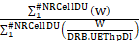 ∑₁^#NRCellDU (W)
∑₁^#NRCellDU (W / DRB.UEThpDl)